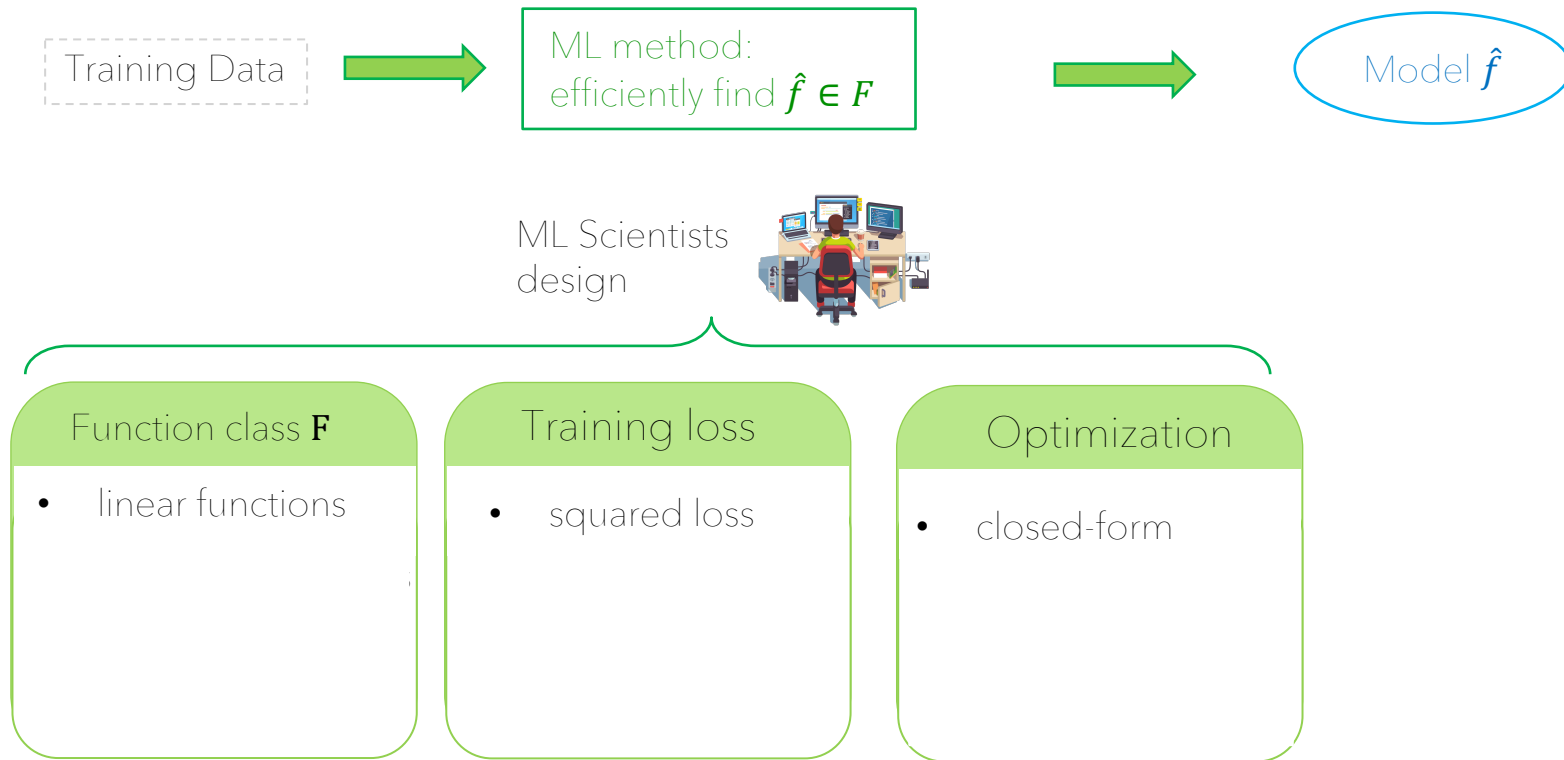 Training Data
ML method:
efficiently find f̂ ∈ F
Model f̂
ML Scientists
design
Function class F
• linear functions
Training loss
• squared loss
Optimization
• closed-form